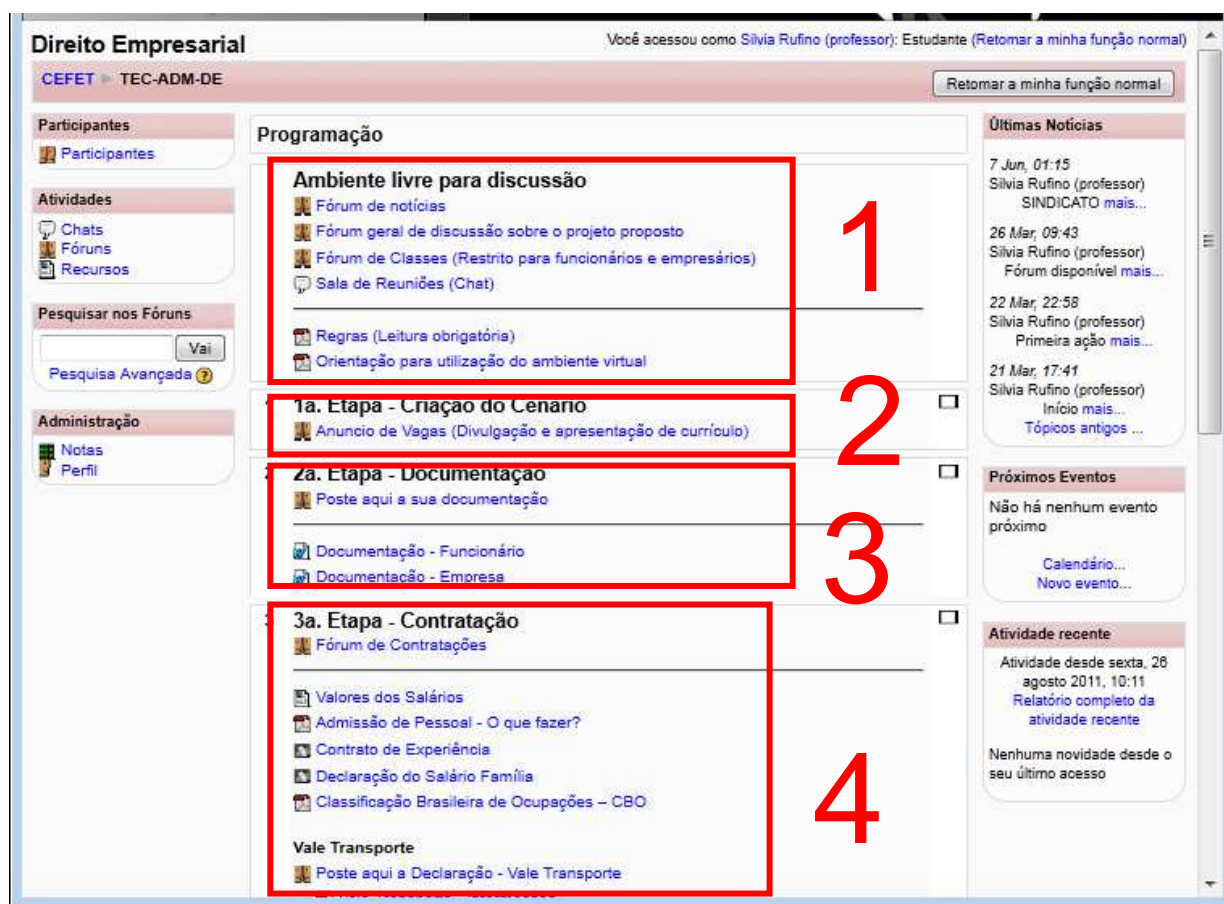 Direito Empresarial
Você acessou como Silvia Rufino (professor): Estudante (Retomar a minha função normal)
CEFET ► TEC-ADM-DE
Retomar a minha função normal
Participantes
Participantes
Atividades
Chats
Fóruns
Recursos
Pesquisar nos Fóruns
Vai
Pesquisa Avançada
Administração
Notas
Perfil
Programação
Ambiente livre para discussão
Fórum de notícias
Fórum geral de discussão sobre o projeto proposto
Fórum de Classes (Restrito para funcionários e empresários)
Sala de Reuniões (Chat)
Regras (Leitura obrigatória)
Orientação para utilização do ambiente virtual
1
1
1a. Etapa - Criação do Cenário
Anuncio de Vagas (Divulgação e apresentação de currículo)
2
2
2a. Etapa - Documentação
Poste aqui a sua documentação
Documentação - Funcionário
Documentação - Empresa
3
3
3a. Etapa - Contratação
Fórum de Contratações
Valores dos Salários
Admissão de Pessoal - O que fazer?
Contrato de Experiência
Declaração do Salário Família
Classificação Brasileira de Ocupações – CBO
Vale Transporte
Poste aqui a Declaração - Vale Transporte
4
Últimas Notícias
7 Jun, 01:15
Silvia Rufino (professor)
SINDICATO mais...
26 Mar, 09:43
Silvia Rufino (professor)
Fórum disponível mais...
22 Mar, 22:58
Silvia Rufino (professor)
Primeira ação mais...
21 Mar, 17:41
Silvia Rufino (professor)
Início mais...
Tópicos antigos ...
Próximos Eventos
Não há nenhum evento
próximo
Calendário...
Novo evento...
Atividade recente
Atividade desde sexta, 26
agosto 2011, 10:11
Relatório completo da
atividade recente
Nenhuma novidade desde o
seu último acesso